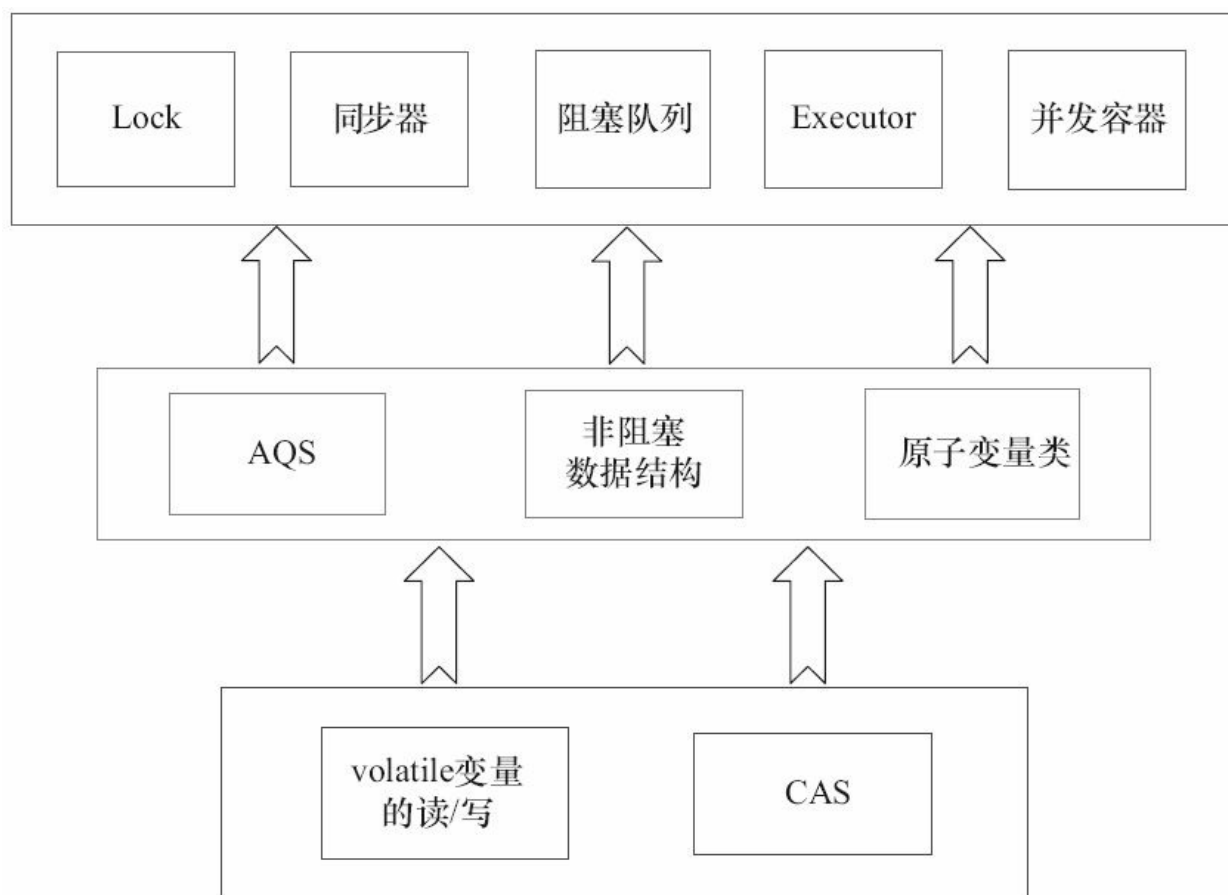 Lock
同步器
阻塞队列
Executor
并发容器
AQS
非阻塞
数据结构
原子变量类
volatile变量
的读/写
CAS